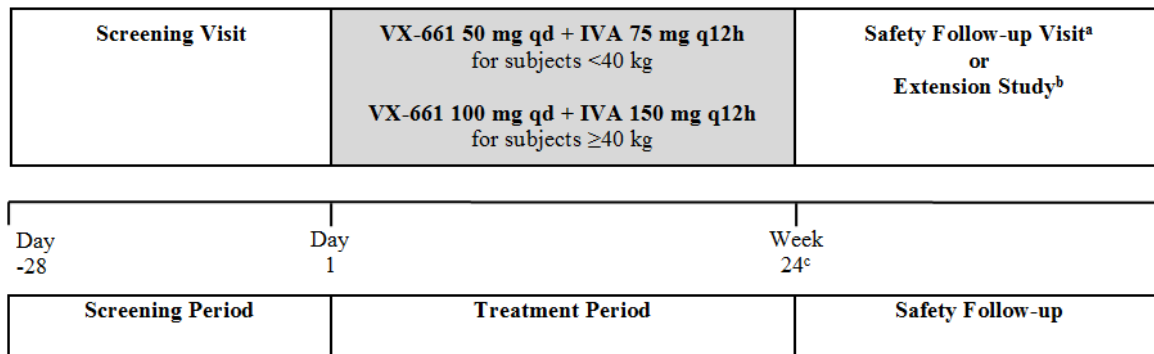 Screening Visit
VX-661 50 mg qd + IVA 75 mg q12h
for subjects <40 kg
VX-661 100 mg qd + IVA 150 mg q12h
for subjects ≥40 kg
Safety Follow-up Visitᵃ
or
Extension Studyᵇ
Day
-28
Day
1
Week
24ᶜ
Screening Period
Treatment Period
Safety Follow-up